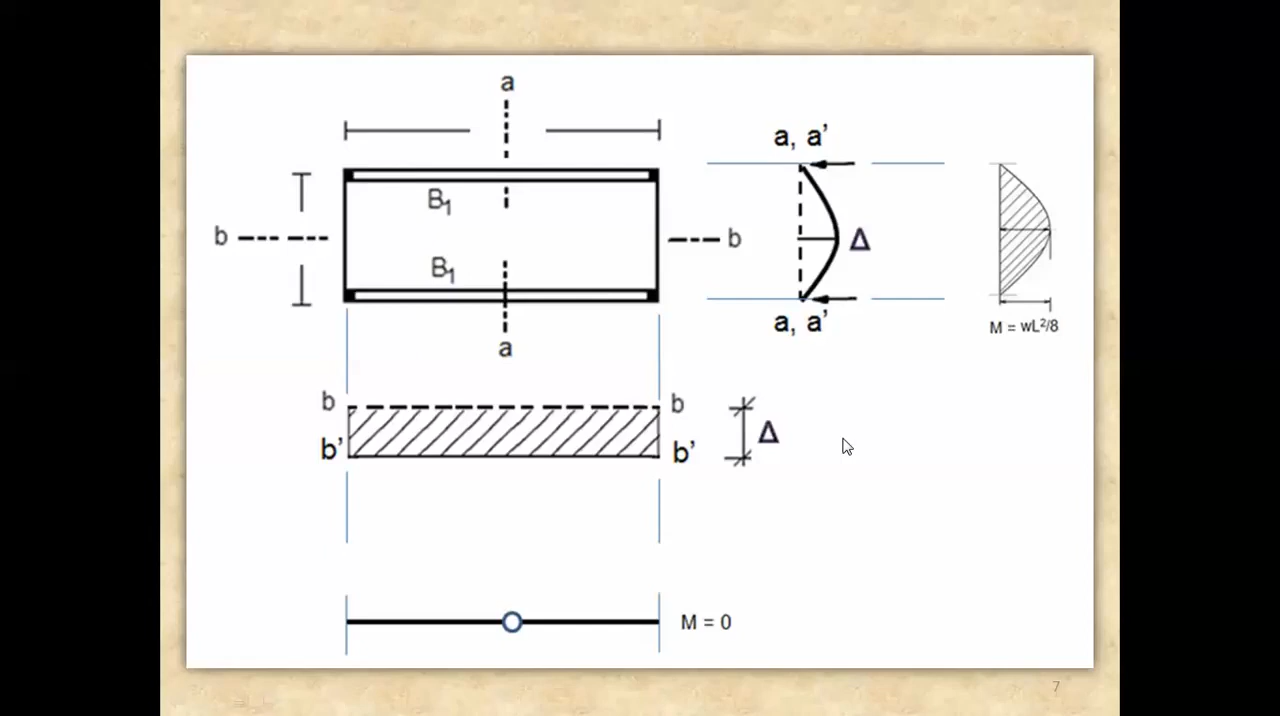 a
a, a’
B1
b
b
Δ
B1
a, a’
M = wL²/8
a
b
b
Δ
b’
b’
M = 0
7